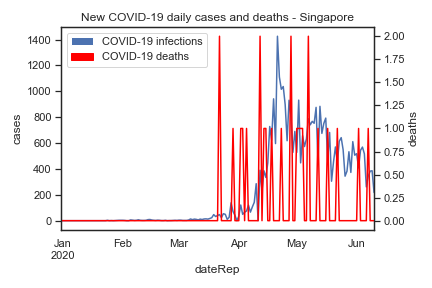 New COVID-19 daily cases and deaths - Singapore
COVID-19 infections
COVID-19 deaths
1400
1200
1000
800
600
400
200
0
cases
2.00
1.75
1.50
1.25
1.00
0.75
0.50
0.25
0.00
deaths
Jan Feb Mar Apr May Jun
2020
dateRep